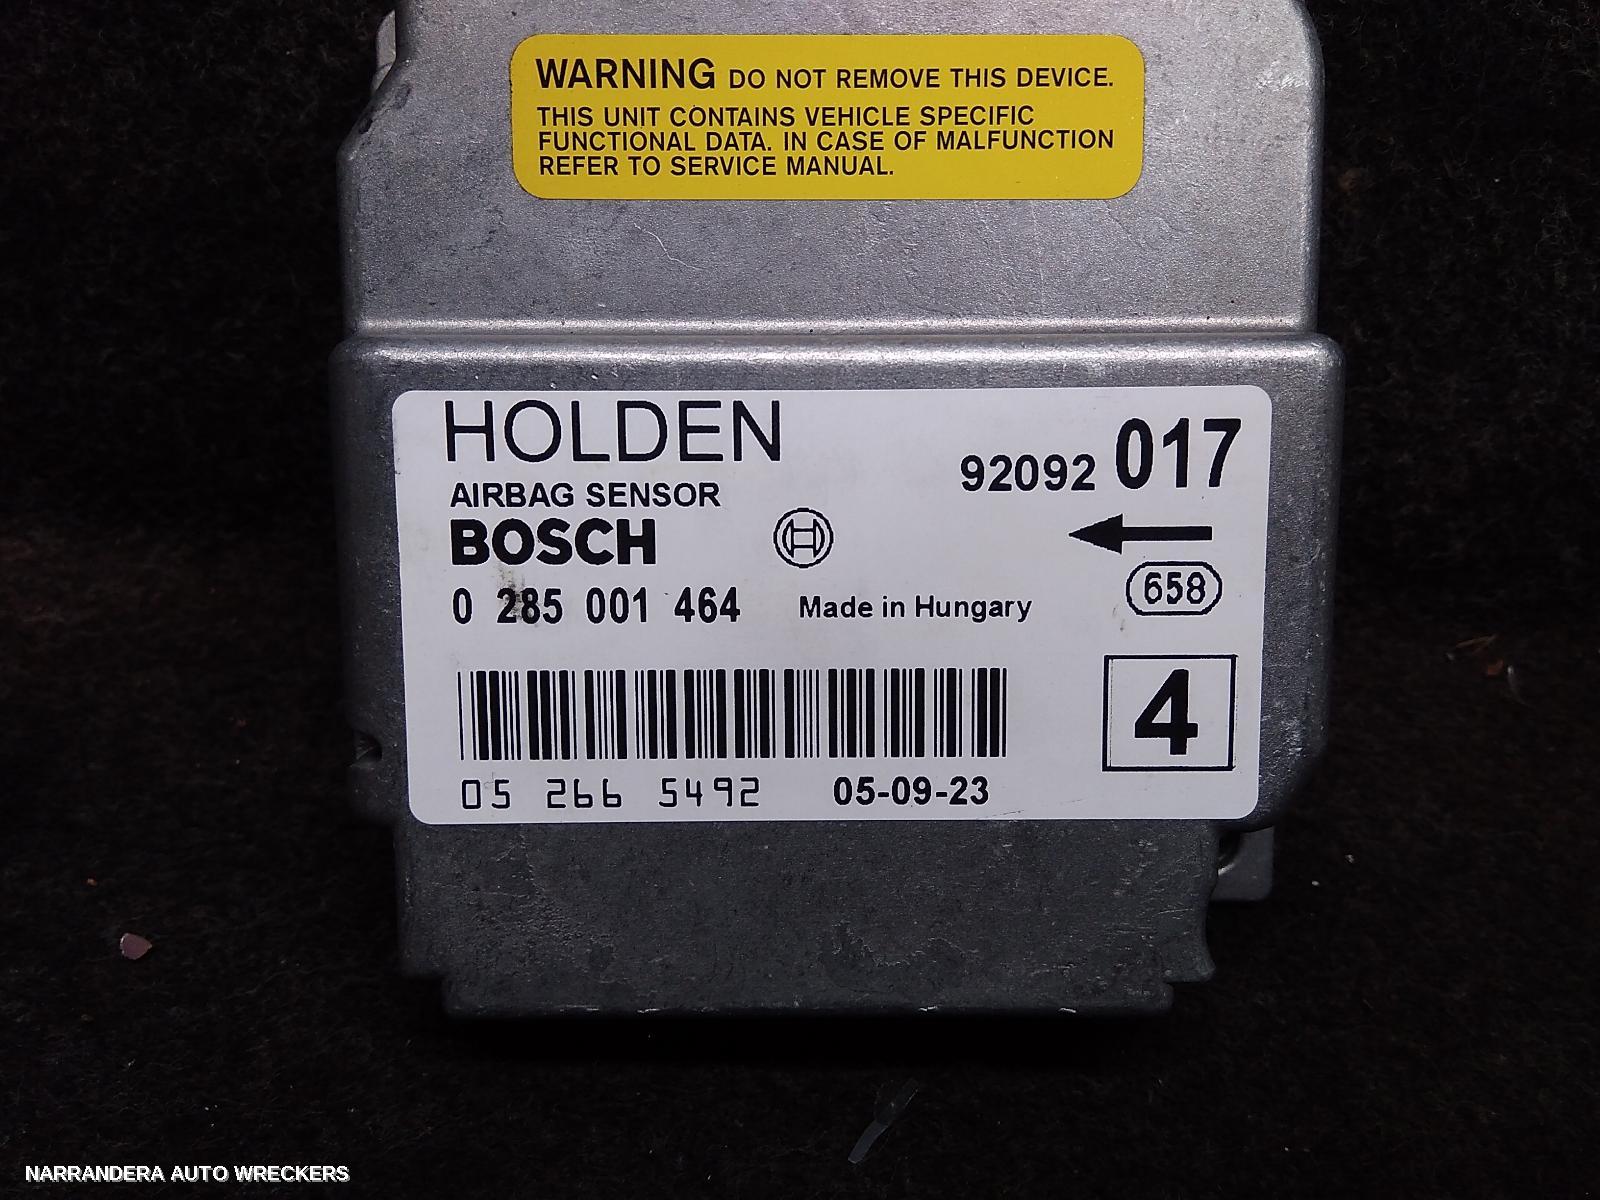 WARNING DO NOT REMOVE THIS DEVICE.
THIS UNIT CONTAINS VEHICLE SPECIFIC
FUNCTIONAL DATA. IN CASE OF MALFUNCTION
REFER TO SERVICE MANUAL.
HOLDEN
92092 017
AIRBAG SENSOR
BOSCH
658
0 285 001 464 Made in Hungary
4
05 266 5492 05-09-23
NARRANDERA AUTO WRECKERS